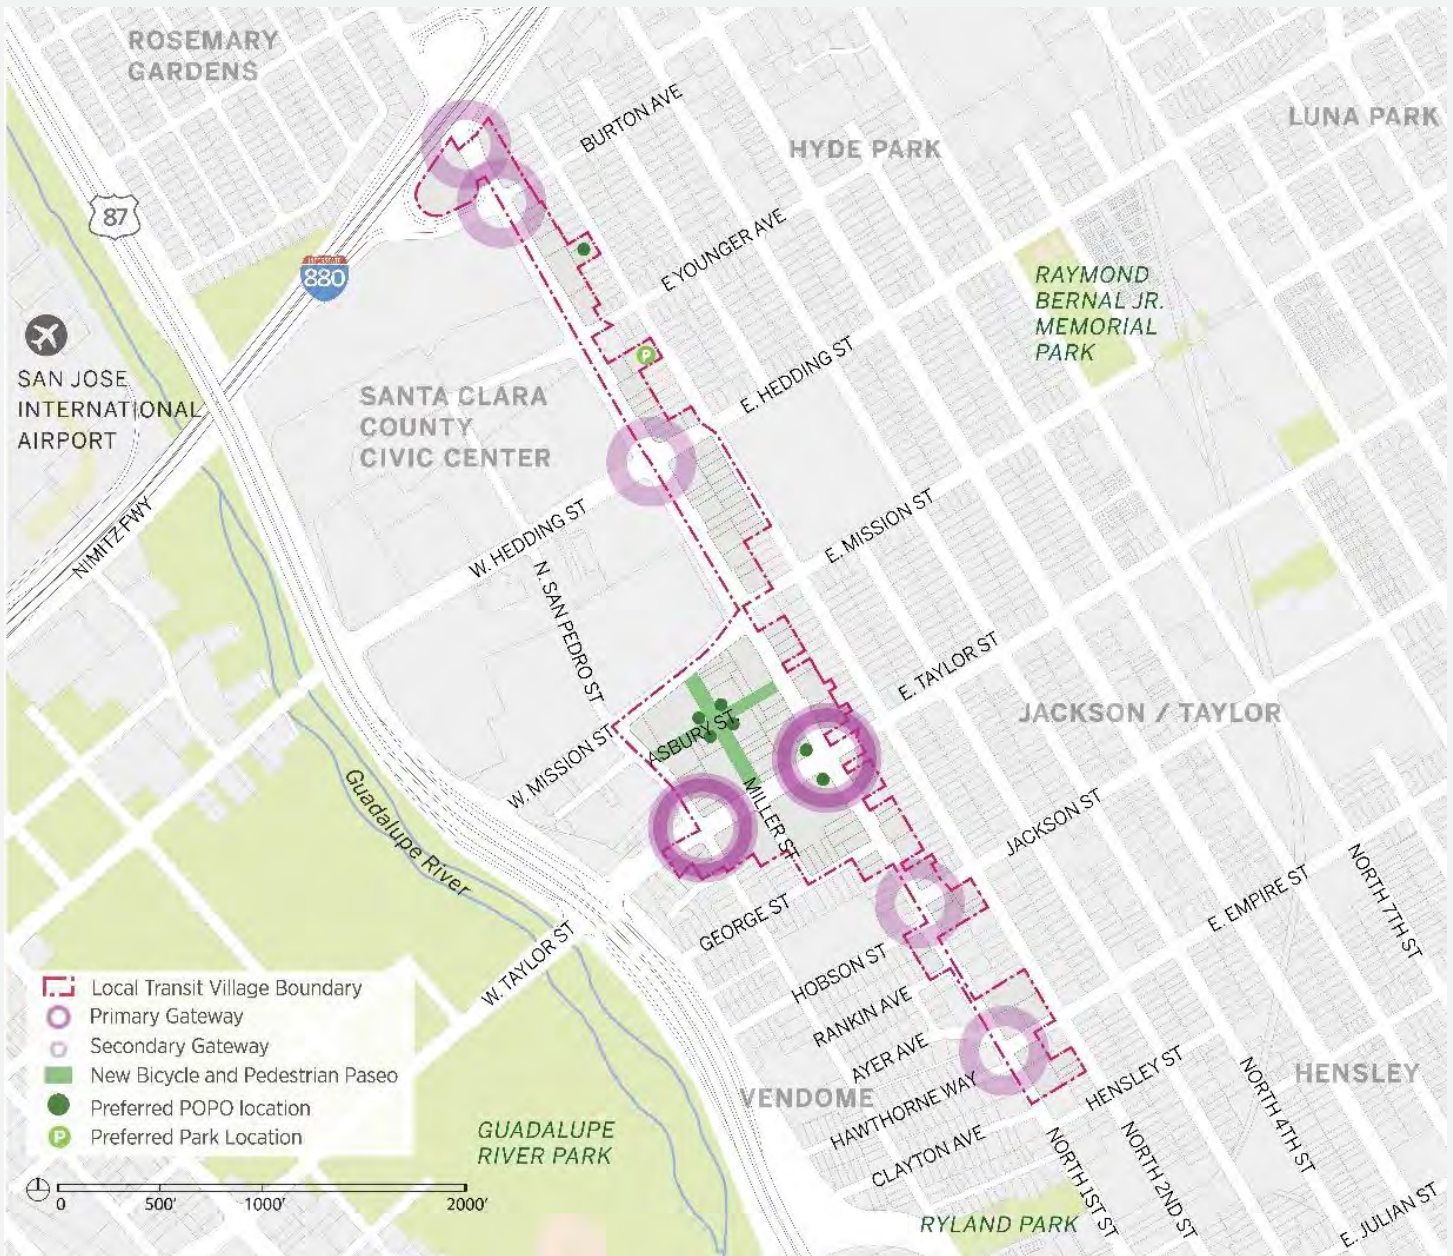 ROSEMARY
GARDENS
BURTON AVE
HYDE PARK
LUNA PARK
87
E YOUNGER AVE
880
RAYMOND
BERNAL JR.
MEMORIAL
PARK
SAN JOSE
INTERNATIONAL
AIRPORT
P
E. HEDDING ST
SANTA CLARA
COUNTY
CIVIC CENTER
NIMITZ FWY
W. HEDDING ST
E. MISSION ST
N. SAN PEDRO ST
E. TAYLOR ST
JACKSON / TAYLOR
ASBURY ST
W. MISSION ST
MILLER ST
Guadalupe River
JACKSON ST
NORTH 7TH ST
E. EMPIRE ST
GEORGE ST
W. TAYLOR ST
HOBSON ST
RANKIN AVE
AYER AVE
VENDOME
HAWTHORNE WAY
HENSLEY ST
HENSLEY
CLAYTON AVE
NORTH 1ST ST
NORTH 2ND ST
NORTH 4TH ST
E. JULIAN ST
GUADALUPE
RIVER PARK
RYLAND PARK
Local Transit Village Boundary
Primary Gateway
Secondary Gateway
New Bicycle and Pedestrian Paseo
Preferred POPO location
P Preferred Park Location
0 500' 1000' 2000'